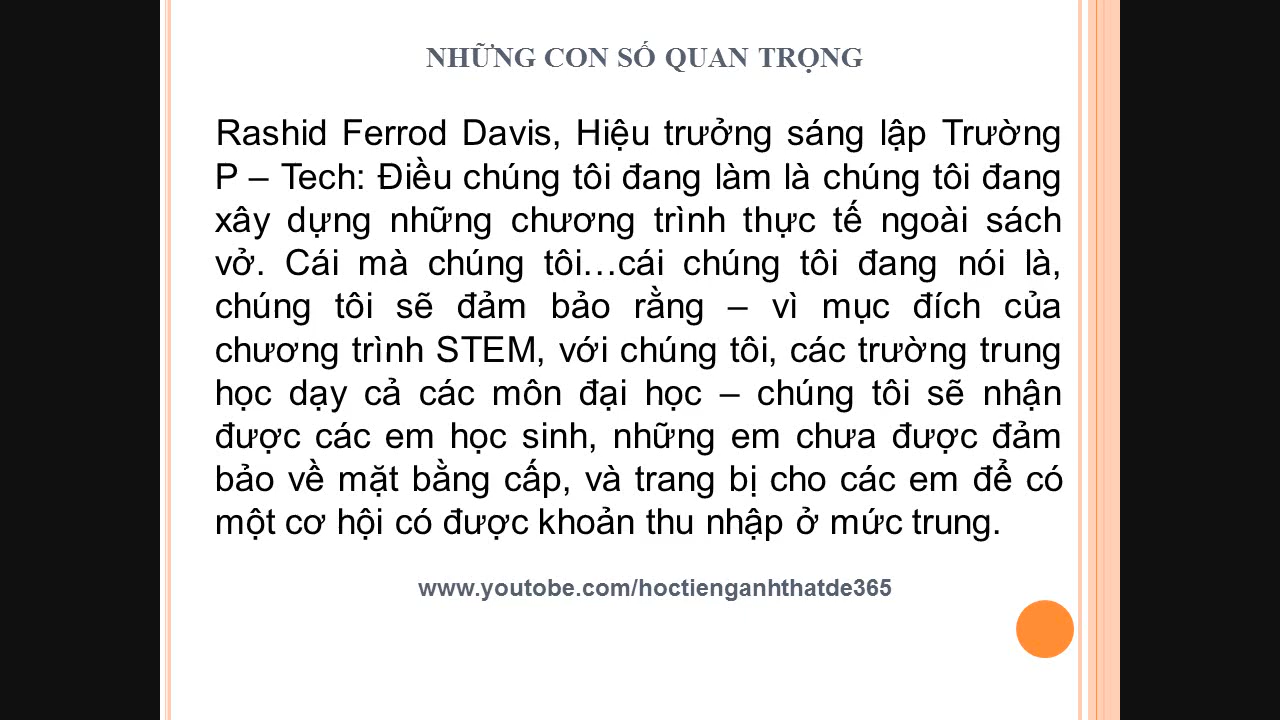 NHỮNG CON SỐ QUAN TRỌNG
Rashid Ferrod Davis, Hiệu trưởng sáng lập Trường
P – Tech: Điều chúng tôi đang làm là chúng tôi đang
xây dựng những chương trình thực tế ngoài sách
vở. Cái mà chúng tôi…cái chúng tôi đang nói là,
chúng tôi sẽ đảm bảo rằng – vì mục đích của
chương trình STEM, với chúng tôi, các trường trung
học dạy cả các môn đại học – chúng tôi sẽ nhận
được các em học sinh, những em chưa được đảm
bảo về mặt bằng cấp, và trang bị cho các em để có
một cơ hội có được khoản thu nhập ở mức trung.
www.youtobe.com/hoctienganhthatde365